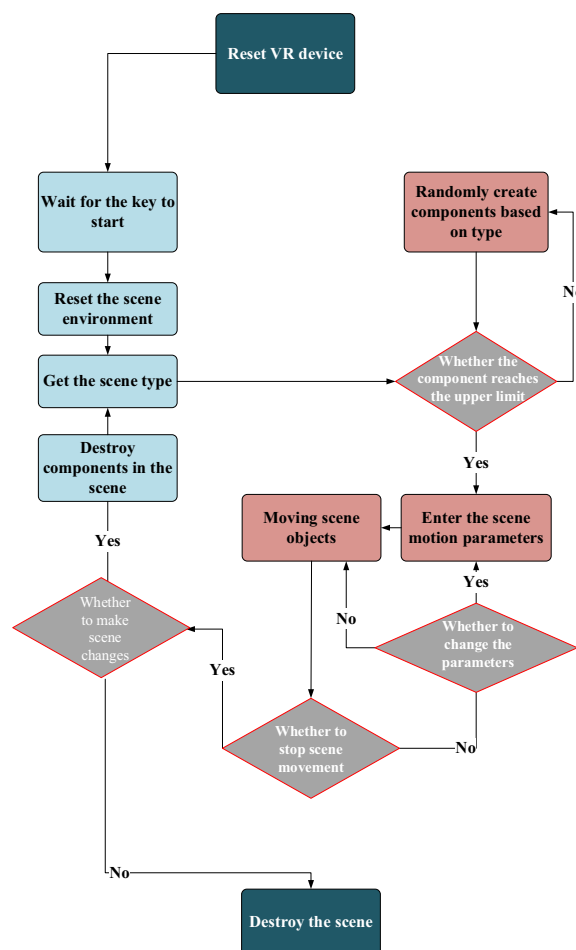 Reset VR device
Wait for the key to
start
Randomly create
components based
on type
Reset the scene
environment
No
Get the scene type
Whether the
component reaches
the upper limit
Destroy
components in the
scene
Yes
Moving scene
objects
Enter the scene
motion parameters
Yes
Yes
Whether
to make
scene
changes
No
Whether to
change the
parameters
Yes
Whether to
stop scene
movement
No
No
Destroy the scene